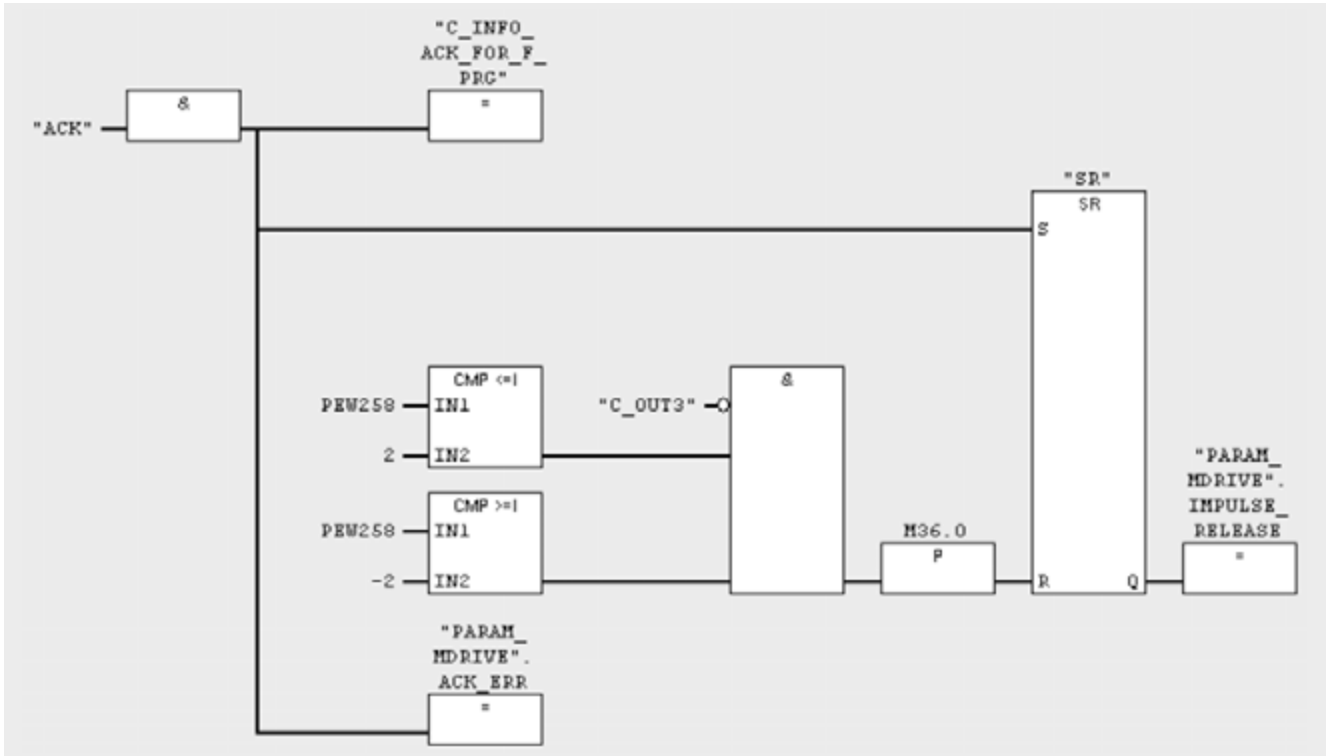 "C_INFO_
ACK_FOR_F_
PRG"
&
=
"ACK"
"SR"
SR
S
CMP <=I
PEW258
IN1
2
IN2
"C_OUT3"
&
CMP >=I
PEW258
IN1
-2
IN2
M36.0
P
R
Q
"PARAM_
MDRIVE".
IMPULSE_
RELEASE
=
"PARAM_
MDRIVE".
ACK_ERR
=